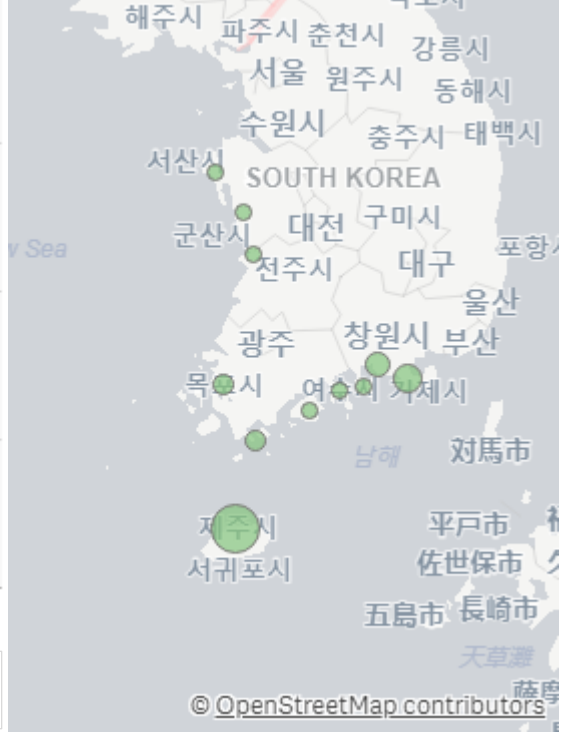 해주시
파주시 춘천시
강릉시
서울 원주시
동해시
수원시
충주시 태백시
서산시
SOUTH KOREA
대전 구미시
군산시
w Sea
포항
전주시 대구
울산
광주 창원시 부산
목포시 여수시 거제시
남해 対馬市
제주시 平戸市
서귀포시 佐世保市
五島市 長崎市
天草灘
薩摩
© OpenStreetMap contributors